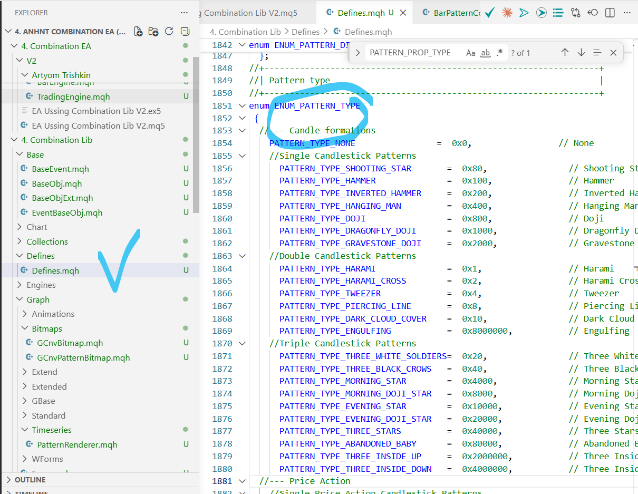 EXPLORER
4. ANHNT COMBINATION EA (...
4. Combination EA
V2
Artyom Trishkin
BarEngine.mqh U
TradingEngine.mqh U
EA Ussing Combination Lib V2.ex5
EA Ussing Combination Lib V2.mq5
4. Combination Lib
Base
BaseEvent.mqh U
BaseObj.mqh U
BaseObjExt.mqh U
EventBaseObj.mqh U
Chart
Collections
Defines
Defines.mqh U
Engines
Graph
Animations
Bitmaps
GCnvBitmap.mqh U
GCnvPatternBitmap.mqh U
Extend
Extended
GBase
Standard
Timeseries
PatternRenderer.mqh U
WForms
OUTLINE
ng Combination Lib V2.mq5
Defines.mqh U
BarPatternCo
4. Combination Lib > Defines > Defines.mqh
PATTERN_PROP_TYPE Aa ab .* ? of 1
1842 enum ENUM_PATTERN_DI
1847 };
1848 //+------------------------------------------------------------------+
1849 //| Pattern type |
1850 //+------------------------------------------------------------------+
1851 enum ENUM_PATTERN_TYPE
1852 {
1853 // Candle formations
1854 PATTERN_TYPE_NONE = 0x0, // None
1855 //Single Candlestick Patterns
1856 PATTERN_TYPE_SHOOTING_STAR = 0x80, // Shooting St
1857 PATTERN_TYPE_HAMMER = 0x100, // Hammer
1858 PATTERN_TYPE_INVERTED_HAMMER = 0x200, // Inverted Ha
1859 PATTERN_TYPE_HANGING_MAN = 0x400, // Hanging Man
1860 PATTERN_TYPE_DOJI = 0x800, // Doji
1861 PATTERN_TYPE_DRAGONFLY_DOJI = 0x1000, // Dragonfly D
1862 PATTERN_TYPE_GRAVESTONE_DOJI = 0x2000, // Gravestone
1863 //Double Candlestick Patterns
1864 PATTERN_TYPE_HARAMI = 0x1, // Harami
1865 PATTERN_TYPE_HARAMI_CROSS = 0x2, // Harami Cros
1866 PATTERN_TYPE_TWEEZER = 0x4, // Tweezer
1867 PATTERN_TYPE_PIERCING_LINE = 0x8, // Piercing Li
1868 PATTERN_TYPE_DARK_CLOUD_COVER = 0x10, // Dark Cloud
1869 PATTERN_TYPE_ENGULFING = 0x8000000, // Engulfing
1870 //Triple Candlestick Patterns
1871 PATTERN_TYPE_THREE_WHITE_SOLDIERS= 0x20, // Three White
1872 PATTERN_TYPE_THREE_BLACK_CROWS = 0x40, // Three Black
1873 PATTERN_TYPE_MORNING_STAR = 0x4000, // Morning Sta
1874 PATTERN_TYPE_MORNING_DOJI_STAR = 0x8000, // Morning Doj
1875 PATTERN_TYPE_EVENING_STAR = 0x10000, // Evening Sta
1876 PATTERN_TYPE_EVENING_DOJI_STAR = 0x20000, // Evening Doj
1877 PATTERN_TYPE_THREE_STARS = 0x40000, // Three Stars
1878 PATTERN_TYPE_ABANDONED_BABY = 0x80000, // Abandoned B
1879 PATTERN_TYPE_THREE_INSIDE_UP = 0x2000000, // Three Insid
1880 PATTERN_TYPE_THREE_INSIDE_DOWN = 0x4000000, // Three Insid
1881 //--- Price Action